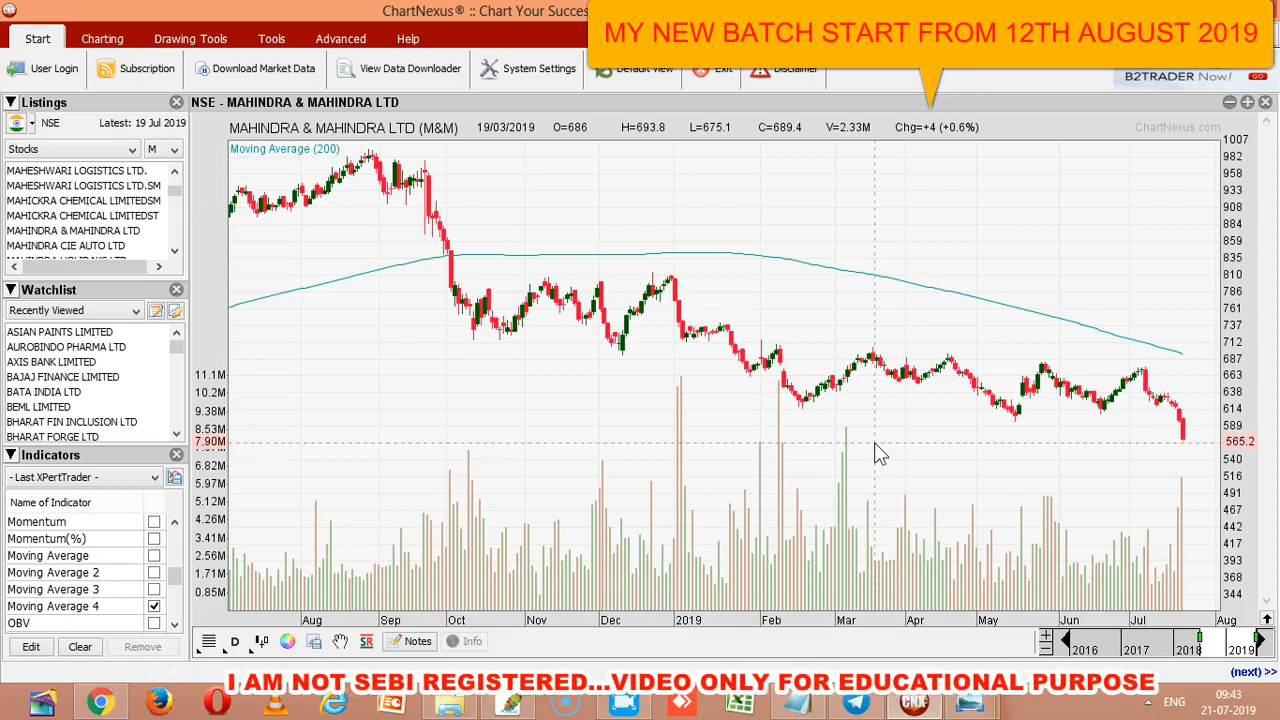 ChartNexus® :: Chart Your Succes
MY NEW BATCH START FROM 12TH AUGUST 2019
Start
Charting
Drawing Tools
Tools
Advanced
Help
User Login
Subscription
Download Market Data
View Data Downloader
System Settings
Default View
Exit
Disclaimer
B2TRADER Now!
Listings
NSE - MAHINDRA & MAHINDRA LTD
NSE
Latest: 19 Jul 2019
Stocks
M
MAHESHWARI LOGISTICS LTD.
MAHESHWARI LOGISTICS LTD.SM
MAHICKRA CHEMICAL LIMITEDSM
MAHICKRA CHEMICAL LIMITEDST
MAHINDRA & MAHINDRA LTD
MAHINDRA CIE AUTO LTD
Watchlist
Recently Viewed
ASIAN PAINTS LIMITED
AUROBINDO PHARMA LTD
AXIS BANK LIMITED
BAJAJ FINANCE LIMITED
BATA INDIA LTD
BEML LIMITED
BHARAT FIN INCLUSION LTD
BHARAT FORGE LTD
Indicators
- Last XPertTrader -
Name of Indicator
Momentum
Momentum(%)
Moving Average
Moving Average 2
Moving Average 3
Moving Average 4
OBV
Edit
Clear
Remove
MAHINDRA & MAHINDRA LTD (M&M) 19/03/2019 O=686 H=693.8 L=675.1 C=689.4 V=2.33M Chg=+4 (+0.6%)
ChartNexus.com
Moving Average (200)
1007
982
958
933
908
884
859
835
810
786
761
737
712
687
663
638
614
589
565.2
540
516
491
467
442
417
393
368
344
11.1M
10.2M
9.38M
8.53M
7.90M
6.82M
5.97M
5.12M
4.26M
3.41M
2.56M
1.71M
0.85M
Aug Sep Oct Nov Dec 2019 Feb Mar Apr May Jun Jul Aug
D
SR
Notes
Info
2016 2017 2018 2019
(next) >>
I AM NOT SEBI REGISTERED...VIDEO ONLY FOR EDUCATIONAL PURPOSE
CNX
ENG
09:43
21-07-2019